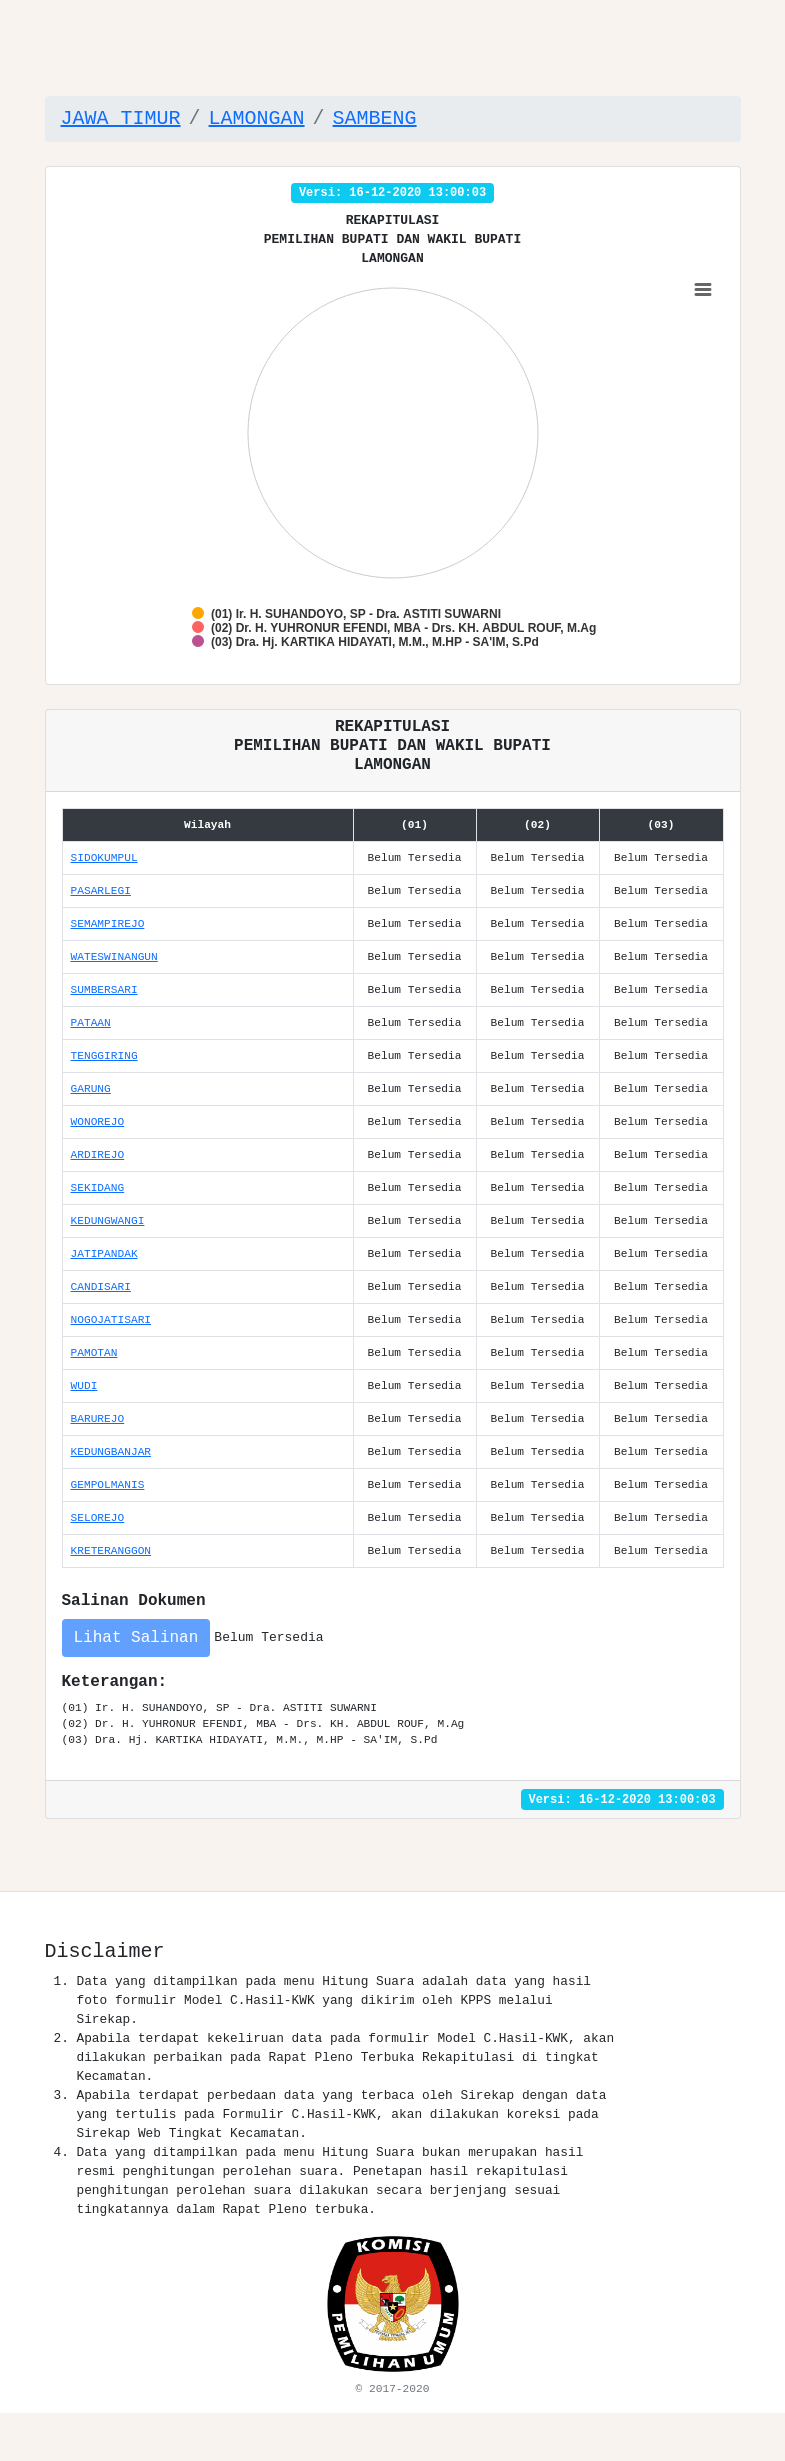 JAWA TIMUR / LAMONGAN / SAMBENG
Versi: 16-12-2020 13:00:03
REKAPITULASI
PEMILIHAN BUPATI DAN WAKIL BUPATI
LAMONGAN
(01) Ir. H. SUHANDOYO, SP - Dra. ASTITI SUWARNI
(02) Dr. H. YUHRONUR EFENDI, MBA - Drs. KH. ABDUL ROUF, M.Ag
(03) Dra. Hj. KARTIKA HIDAYATI, M.M., M.HP - SA'IM, S.Pd
REKAPITULASI
PEMILIHAN BUPATI DAN WAKIL BUPATI
LAMONGAN
Wilayah (01) (02) (03)
SIDOKUMPUL Belum Tersedia Belum Tersedia Belum Tersedia
PASARLEGI Belum Tersedia Belum Tersedia Belum Tersedia
SEMAMPIREJO Belum Tersedia Belum Tersedia Belum Tersedia
WATESWINANGUN Belum Tersedia Belum Tersedia Belum Tersedia
SUMBERSARI Belum Tersedia Belum Tersedia Belum Tersedia
PATAAN Belum Tersedia Belum Tersedia Belum Tersedia
TENGGIRING Belum Tersedia Belum Tersedia Belum Tersedia
GARUNG Belum Tersedia Belum Tersedia Belum Tersedia
WONOREJO Belum Tersedia Belum Tersedia Belum Tersedia
ARDIREJO Belum Tersedia Belum Tersedia Belum Tersedia
SEKIDANG Belum Tersedia Belum Tersedia Belum Tersedia
KEDUNGWANGI Belum Tersedia Belum Tersedia Belum Tersedia
JATIPANDAK Belum Tersedia Belum Tersedia Belum Tersedia
CANDISARI Belum Tersedia Belum Tersedia Belum Tersedia
NOGOJATISARI Belum Tersedia Belum Tersedia Belum Tersedia
PAMOTAN Belum Tersedia Belum Tersedia Belum Tersedia
WUDI Belum Tersedia Belum Tersedia Belum Tersedia
BARUREJO Belum Tersedia Belum Tersedia Belum Tersedia
KEDUNGBANJAR Belum Tersedia Belum Tersedia Belum Tersedia
GEMPOLMANIS Belum Tersedia Belum Tersedia Belum Tersedia
SELOREJO Belum Tersedia Belum Tersedia Belum Tersedia
KRETERANGGON Belum Tersedia Belum Tersedia Belum Tersedia
Salinan Dokumen
Lihat Salinan Belum Tersedia
Keterangan:
(01) Ir. H. SUHANDOYO, SP - Dra. ASTITI SUWARNI
(02) Dr. H. YUHRONUR EFENDI, MBA - Drs. KH. ABDUL ROUF, M.Ag
(03) Dra. Hj. KARTIKA HIDAYATI, M.M., M.HP - SA'IM, S.Pd
Versi: 16-12-2020 13:00:03
Disclaimer
1. Data yang ditampilkan pada menu Hitung Suara adalah data yang hasil
foto formulir Model C.Hasil-KWK yang dikirim oleh KPPS melalui
Sirekap.
2. Apabila terdapat kekeliruan data pada formulir Model C.Hasil-KWK, akan
dilakukan perbaikan pada Rapat Pleno Terbuka Rekapitulasi di tingkat
Kecamatan.
3. Apabila terdapat perbedaan data yang terbaca oleh Sirekap dengan data
yang tertulis pada Formulir C.Hasil-KWK, akan dilakukan koreksi pada
Sirekap Web Tingkat Kecamatan.
4. Data yang ditampilkan pada menu Hitung Suara bukan merupakan hasil
resmi penghitungan perolehan suara. Penetapan hasil rekapitulasi
penghitungan perolehan suara dilakukan secara berjenjang sesuai
tingkatannya dalam Rapat Pleno terbuka.
KOMISI
PEMILIHAN UMUM
© 2017-2020